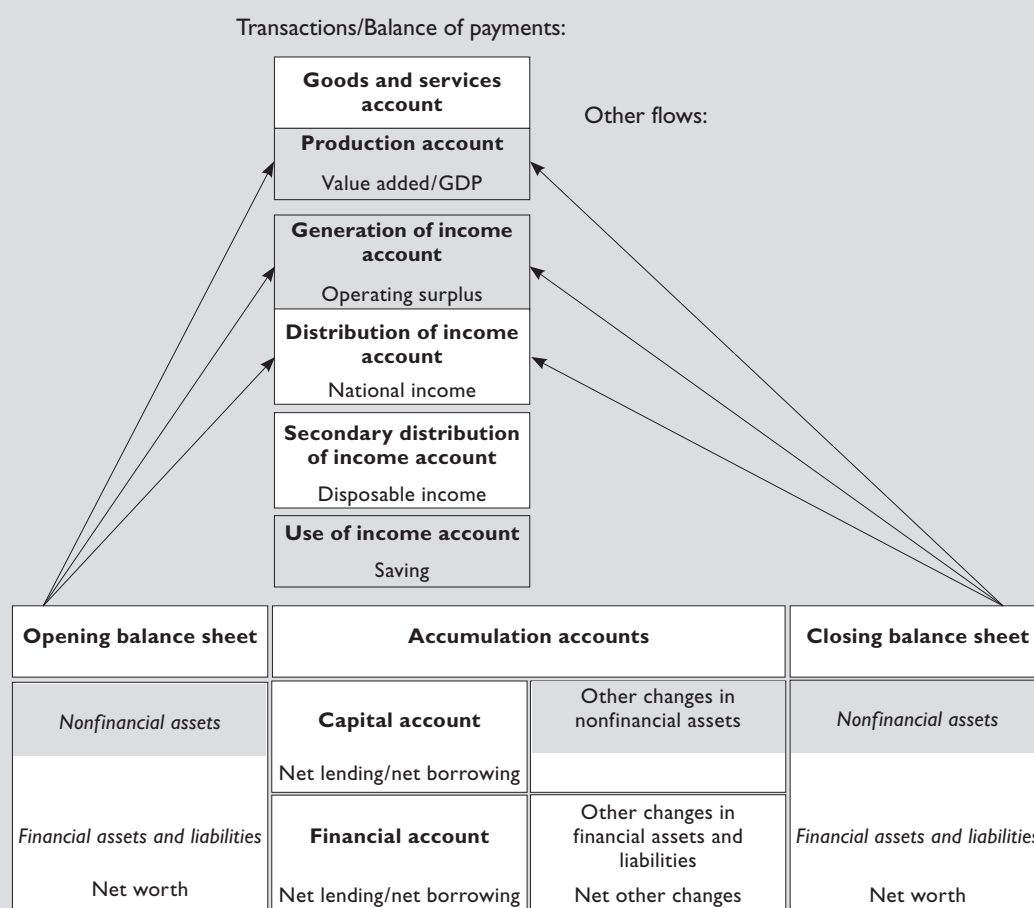 Transactions/Balance of payments:
Goods and services
account
Other flows:
Production account
Value added/GDP
Generation of income
account
Operating surplus
Distribution of income
account
National income
Secondary distribution
of income account
Disposable income
Use of income account
Saving
Opening balance sheet
Accumulation accounts
Closing balance sheet
Nonfinancial assets
Capital account
Net lending/net borrowing
Other changes in
nonfinancial assets
Nonfinancial assets
Financial assets and liabilities
Net worth
Financial account
Net lending/net borrowing
Other changes in
financial assets and
liabilities
Net other changes
Financial assets and liabilities
Net worth